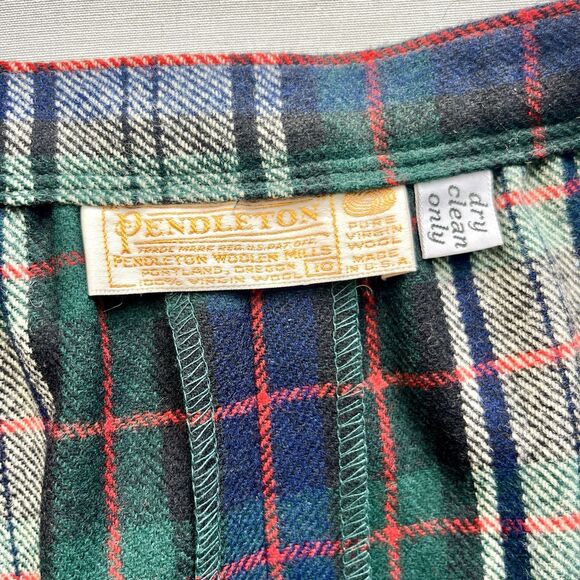 PENDLETON
TRADE MARK REG. U.S. PAT. OFF.
PENDLETON WOOLEN MILLS
PORTLAND, OREGON
100% VIRGIN WOOL
10
PURE
VIRGIN
WOOL
MADE
IN U.S.A.
dry
clean
only